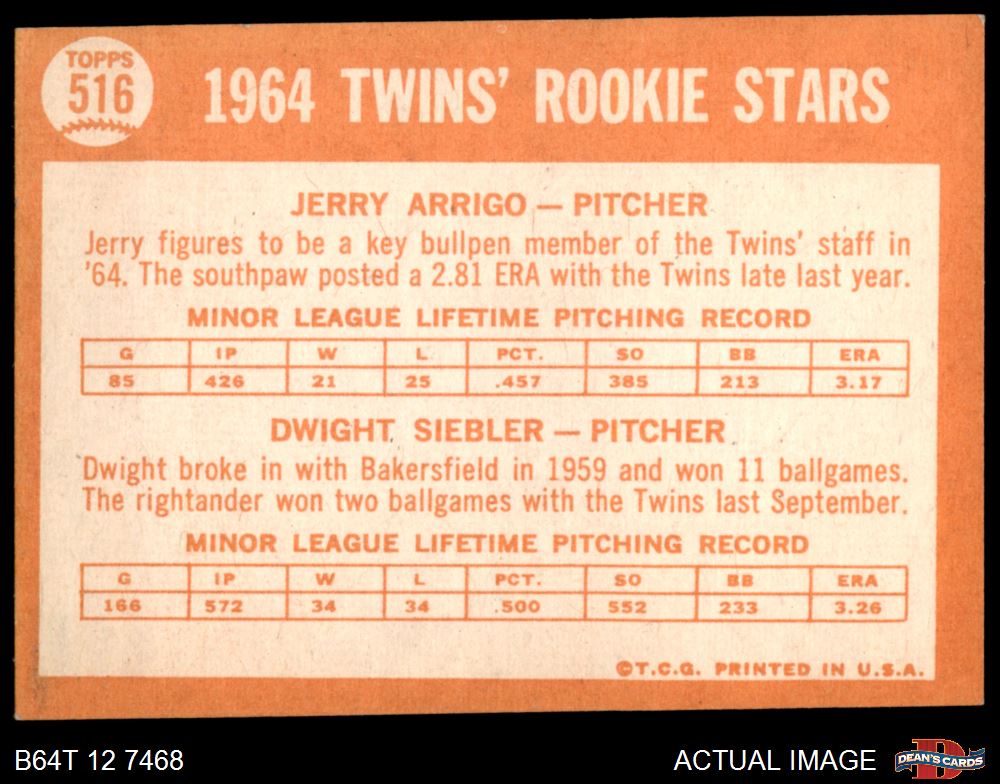 TOPPS
516
1964 TWINS' ROOKIE STARS
JERRY ARRIGO — PITCHER
Jerry figures to be a key bullpen member of the Twins' staff in
'64. The southpaw posted a 2.81 ERA with the Twins late last year.
MINOR LEAGUE LIFETIME PITCHING RECORD
G IP W L PCT. SO BB ERA
85 426 21 25 .457 385 213 3.17
DWIGHT SIEBLER — PITCHER
Dwight broke in with Bakersfield in 1959 and won 11 ballgames.
The rightander won two ballgames with the Twins last September.
MINOR LEAGUE LIFETIME PITCHING RECORD
G IP W L PCT. SO BB ERA
166 572 34 34 .500 552 233 3.26
©T.C.G. PRINTED IN U.S.A.
B64T 12 7468
ACTUAL IMAGE
DEAN'S CARDS